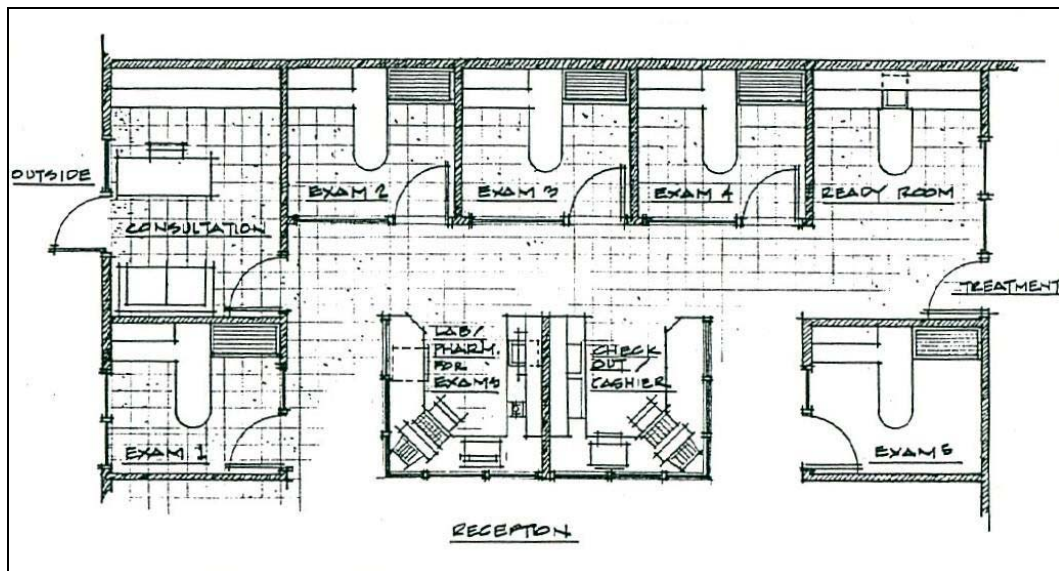 OUTSIDE
CONSULTATION
EXAM 2
EXAM 3
EXAM 4
READY ROOM
TREATMENT
LAB/
PHARM.
FOR
EXAMS
CHECK
OUT/
CASHIER
EXAM 1
EXAM 5
RECEPTION